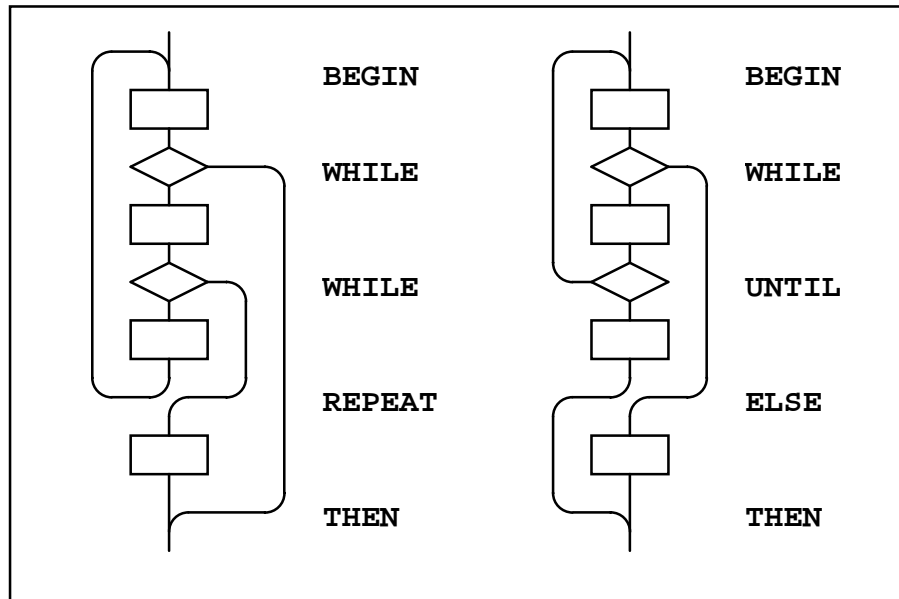 BEGIN
WHILE
WHILE
REPEAT
THEN
BEGIN
WHILE
UNTIL
ELSE
THEN